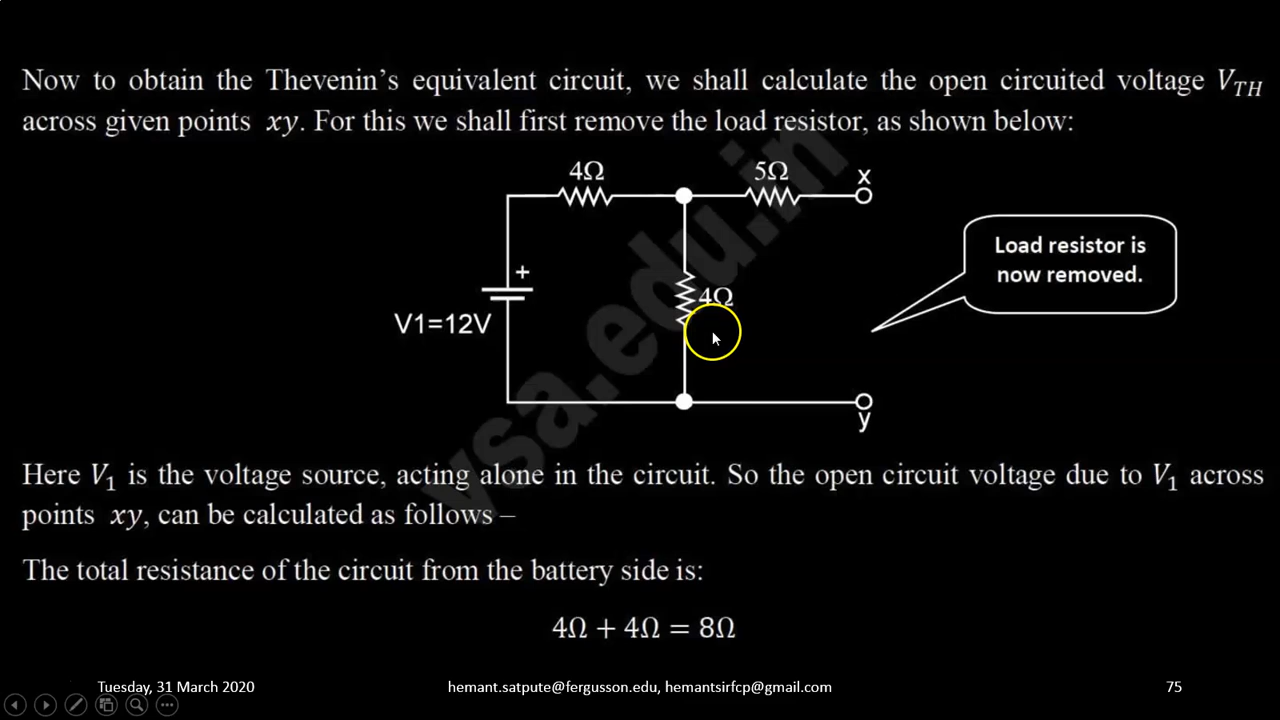 Now to obtain the Thevenin’s equivalent circuit, we shall calculate the open circuited voltage V_TH
across given points xy. For this we shall first remove the load resistor, as shown below:
4Ω
5Ω
x
+
V1=12V
4Ω
Load resistor is
now removed.
y
vsa.edu.in
Here V₁ is the voltage source, acting alone in the circuit. So the open circuit voltage due to V₁ across
points xy, can be calculated as follows –
The total resistance of the circuit from the battery side is:
4Ω + 4Ω = 8Ω
Tuesday, 31 March 2020
hemant.satpute@fergusson.edu, hemantsirfcp@gmail.com
75